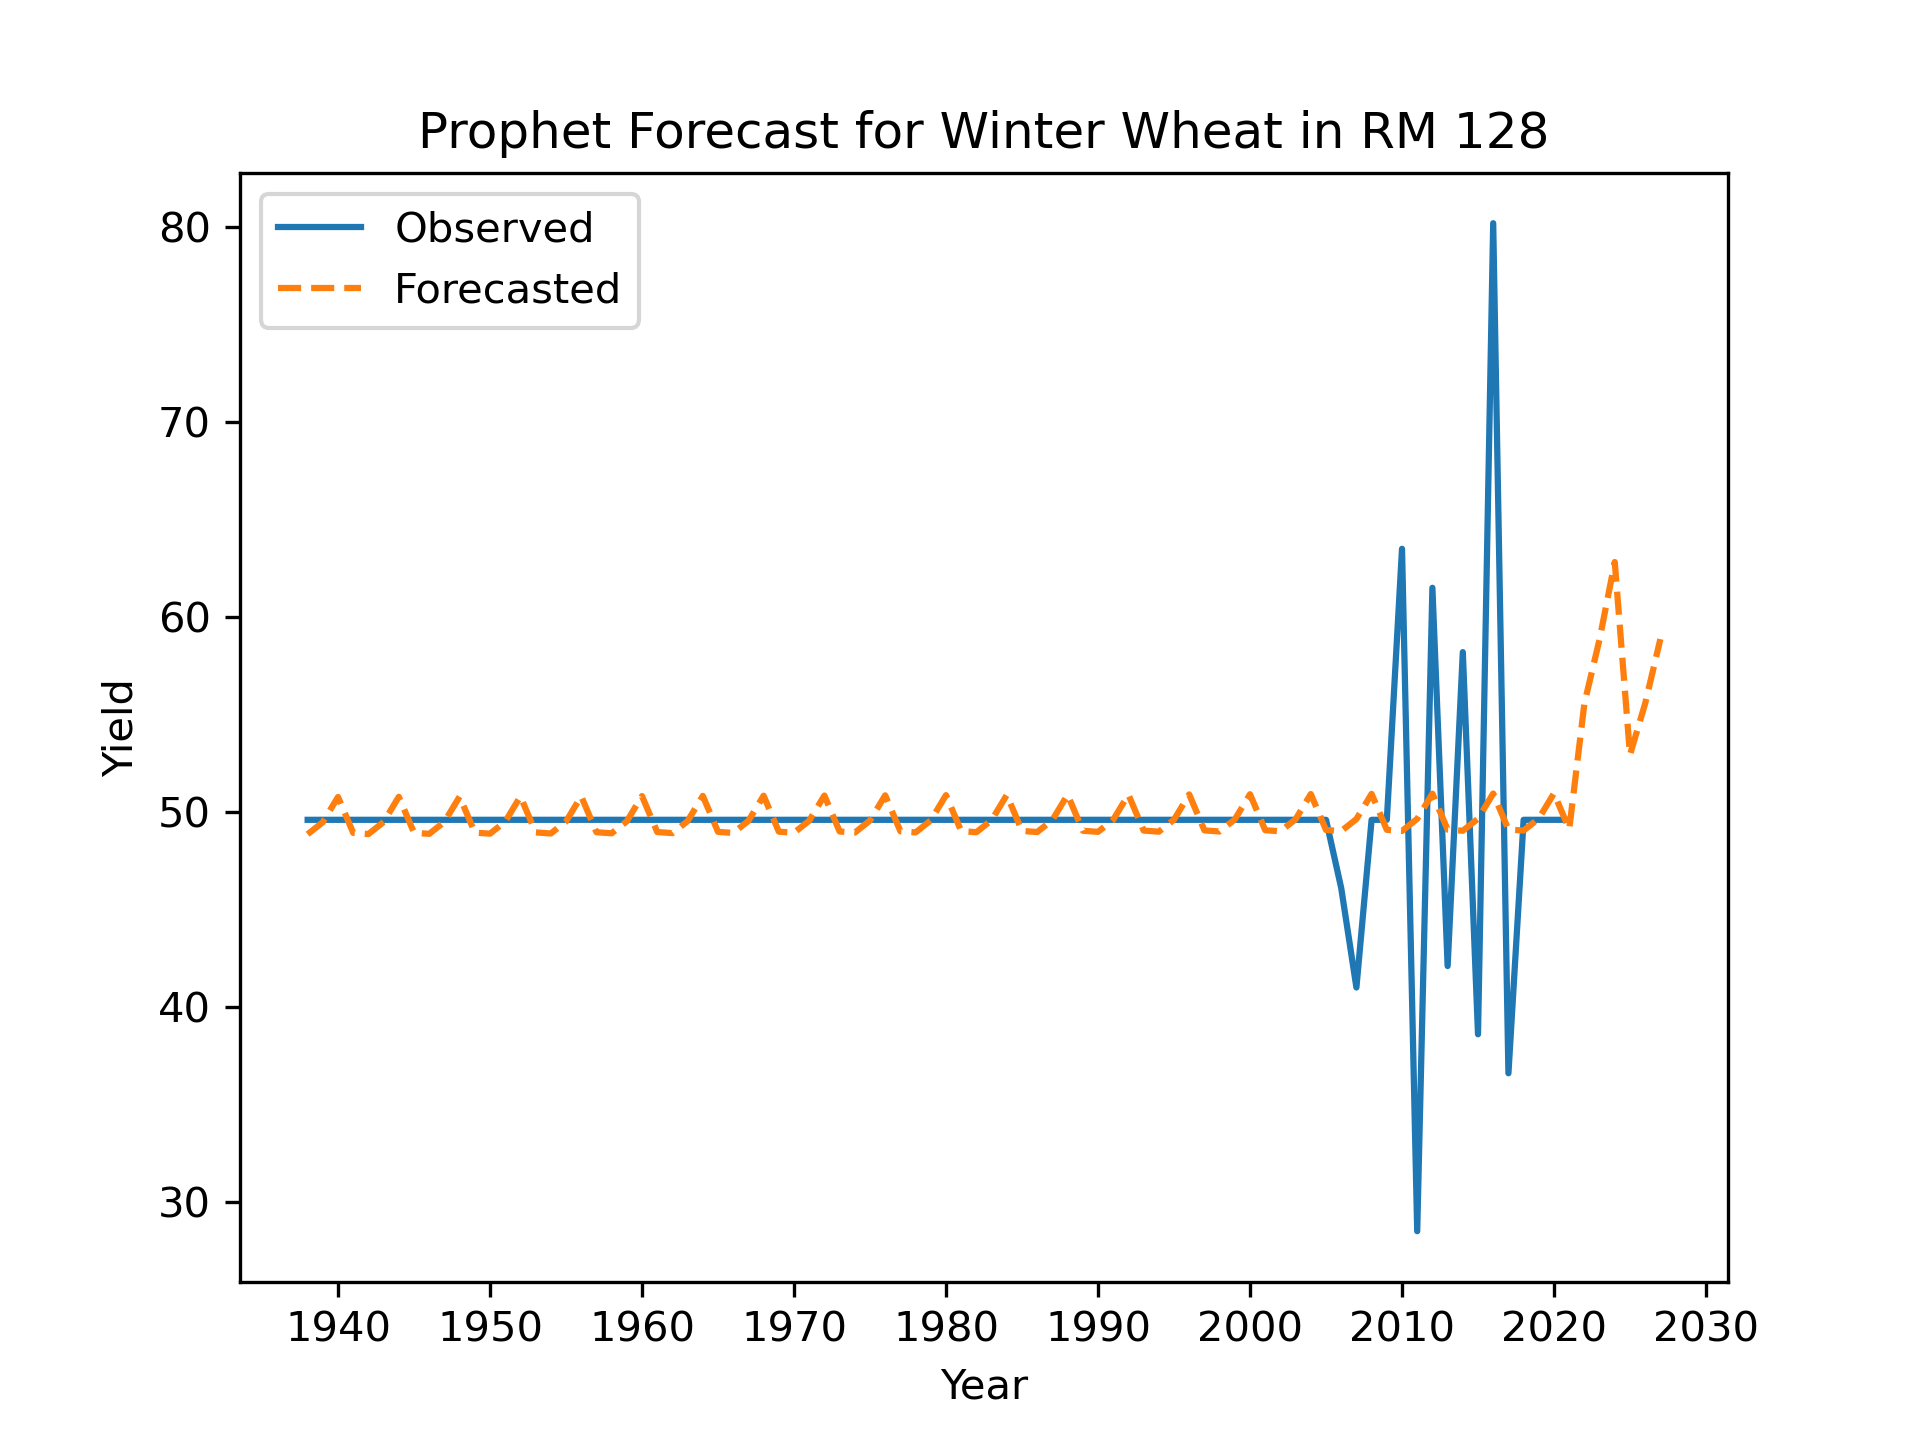 Prophet Forecast for Winter Wheat in RM 128
Observed
Forecasted
80
70
60
50
40
30
Yield
1940 1950 1960 1970 1980 1990 2000 2010 2020 2030
Year